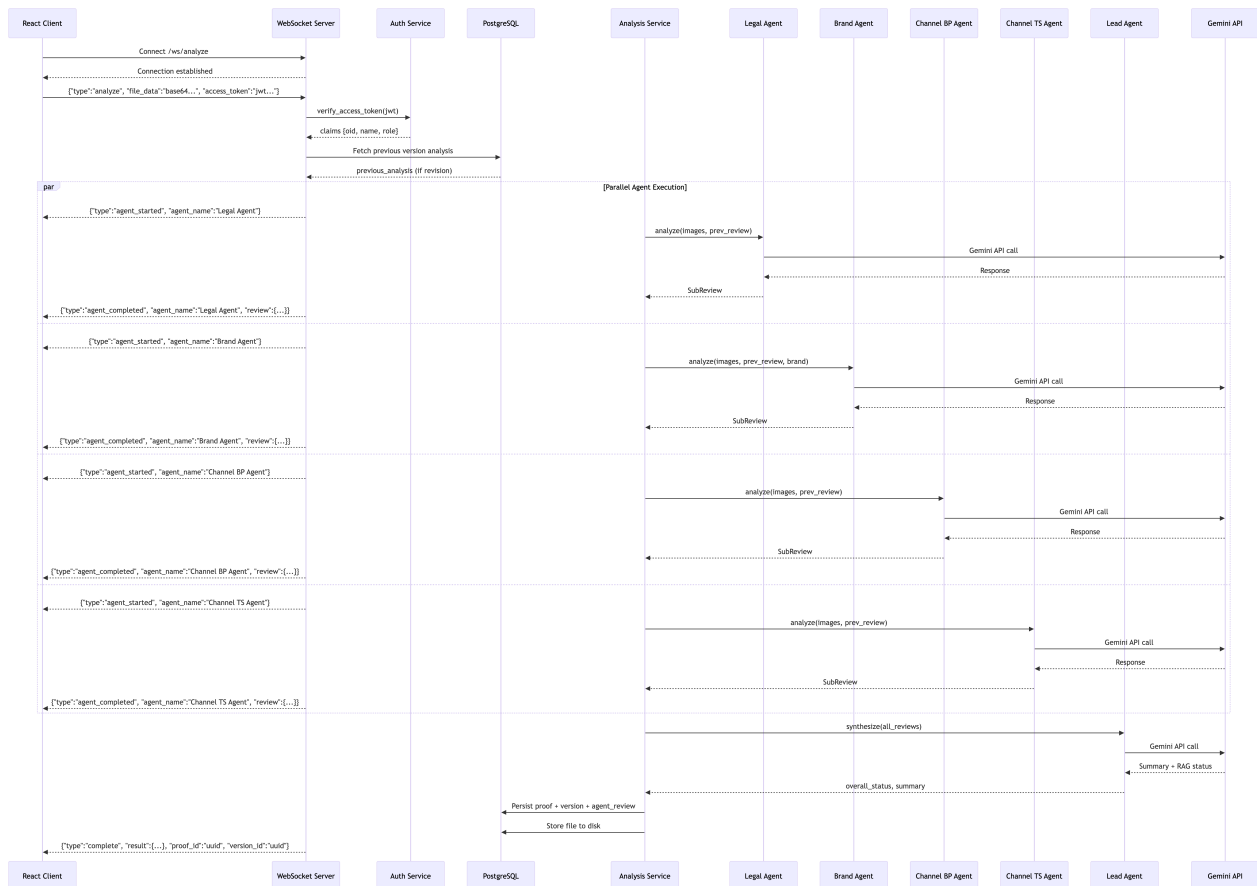 React Client
WebSocket Server
Auth Service
PostgreSQL
Analysis Service
Legal Agent
Brand Agent
Channel BP Agent
Channel TS Agent
Lead Agent
Gemini API
Connect /ws/analyze
Connection established
{"type":"analyze", "file_data":"base64...", "access_token":"jwt..."}
verify_access_token(jwt)
claims {oid, name, role}
Fetch previous version analysis
previous_analysis (if revision)
par
[Parallel Agent Execution]
{"type":"agent_started", "agent_name":"Legal Agent"}
analyze(images, prev_review)
Gemini API call
Response
SubReview
{"type":"agent_completed", "agent_name":"Legal Agent", "review":{...}}
{"type":"agent_started", "agent_name":"Brand Agent"}
analyze(images, prev_review, brand)
Gemini API call
Response
SubReview
{"type":"agent_completed", "agent_name":"Brand Agent", "review":{...}}
{"type":"agent_started", "agent_name":"Channel BP Agent"}
analyze(images, prev_review)
Gemini API call
Response
SubReview
{"type":"agent_completed", "agent_name":"Channel BP Agent", "review":{...}}
{"type":"agent_started", "agent_name":"Channel TS Agent"}
analyze(images, prev_review)
Gemini API call
Response
SubReview
{"type":"agent_completed", "agent_name":"Channel TS Agent", "review":{...}}
synthesize(all_reviews)
Gemini API call
Summary + RAG status
overall_status, summary
Persist proof + version + agent_review
Store file to disk
{"type":"complete", "result":{...}, "proof_id":"uuid", "version_id":"uuid"}
React Client
WebSocket Server
Auth Service
PostgreSQL
Analysis Service
Legal Agent
Brand Agent
Channel BP Agent
Channel TS Agent
Lead Agent
Gemini API